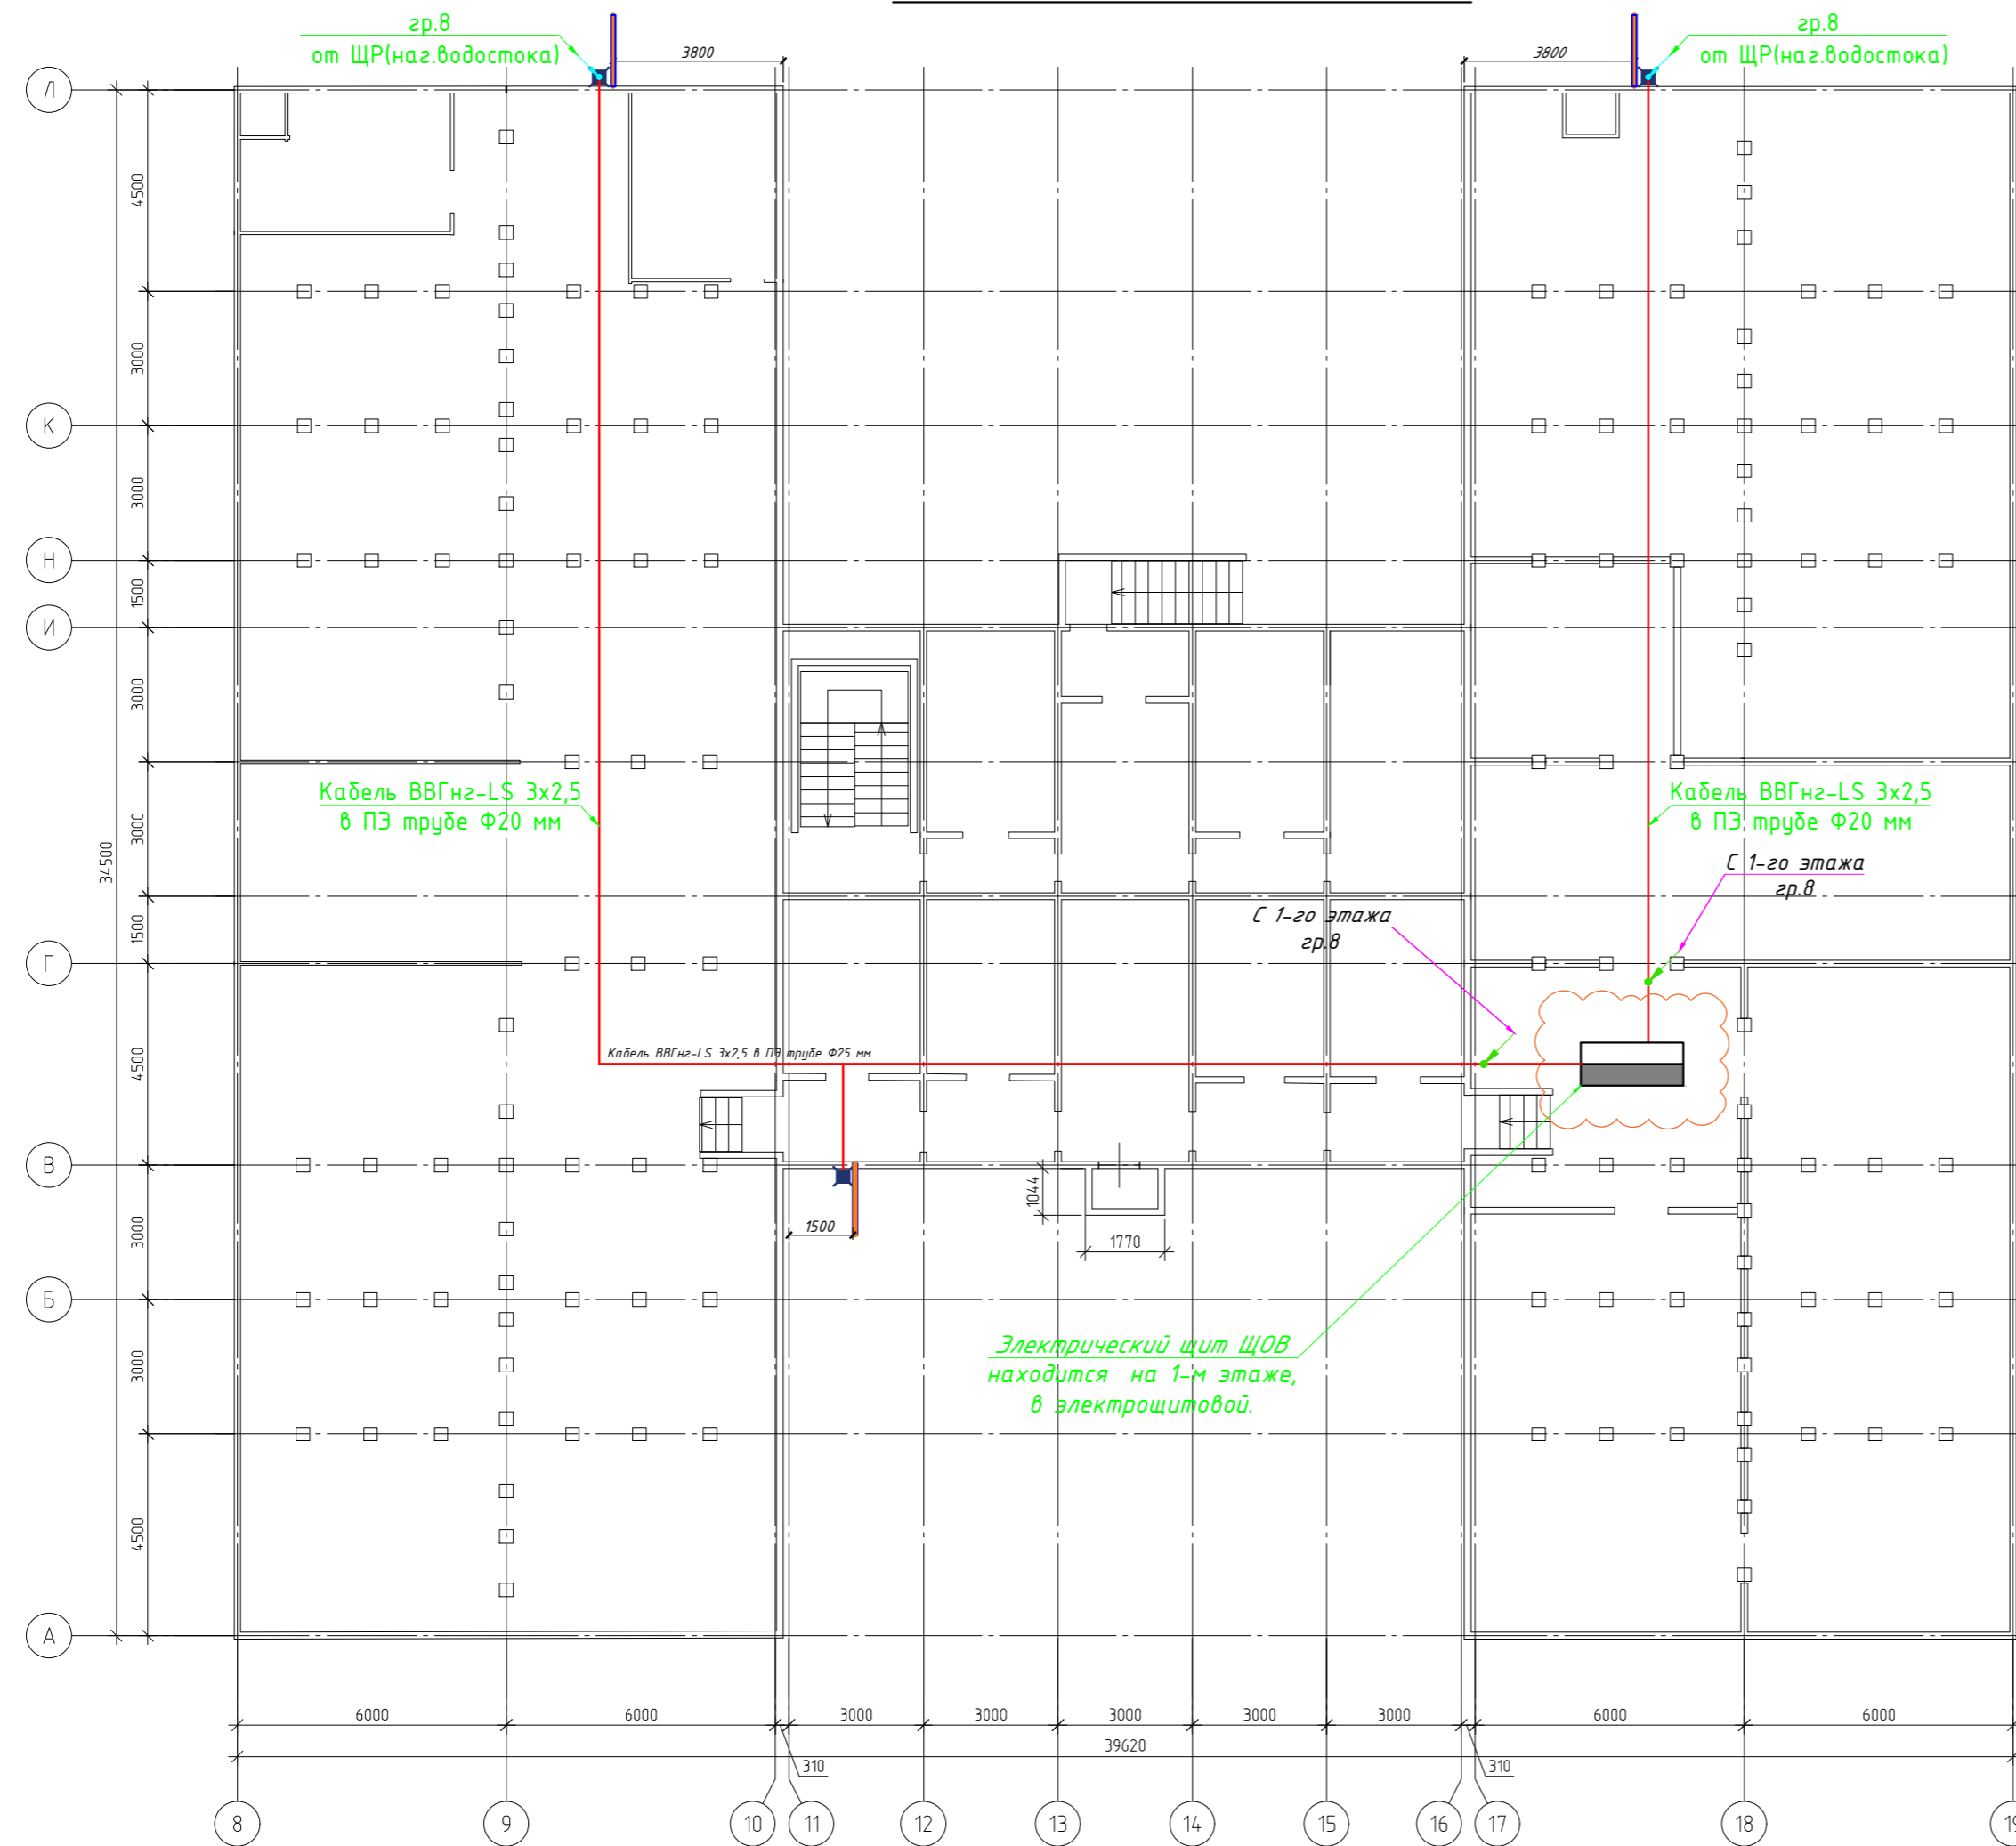 гр.8
от ЩР(наг.водостока)
3800
3800
гр.8
от ЩР(наг.водостока)
Л
4500
3000
К
3000
Н
1500
И
3000
Кабель ВВГнг-LS 3х2,5
в ПЭ трубе Ф20 мм
Кабель ВВГнг-LS 3х2,5
в ПЭ трубе Ф20 мм
3000
34500
С 1-го этажа
гр.8
С 1-го этажа
гр.8
1500
Г
4500
Кабель ВВГнг-LS 3х2,5 в ПЭ трубе Ф25 мм
В
1044
1500
1770
3000
Б
Электрический щит ЩОВ
находится на 1-м этаже,
в электрощитовой.
3000
4500
А
6000
6000
3000
3000
3000
3000
3000
6000
6000
39620
310
310
8
9
10
11
12
13
14
15
16
17
18